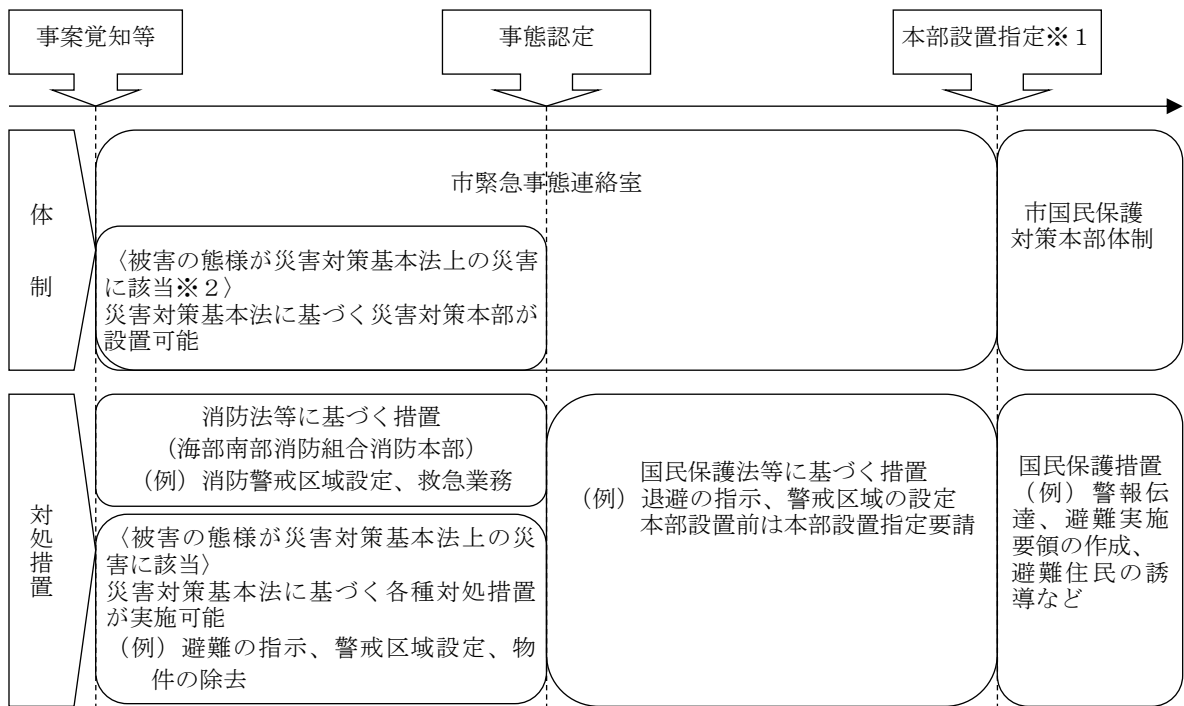 事案覚知等
事態認定
本部設置指定※1
体制
市緊急事態連絡室
〈被害の態様が災害対策基本法上の災害
に該当※2〉
災害対策基本法に基づく災害対策本部が
設置可能
市国民保護
対策本部体制
対処措置
消防法等に基づく措置
(海部南部消防組合消防本部)
(例)消防警戒区域設定、救急業務
〈被害の態様が災害対策基本法上の災
害に該当〉
災害対策基本法に基づく各種対処措置
が実施可能
(例)避難の指示、警戒区域設定、物
件の除去
国民保護法等に基づく措置
(例)退避の指示、警戒区域の設定
本部設置前は本部設置指定要請
国民保護措置
(例)警報伝
達、避難実施
要領の作成、
避難住民の誘
導など